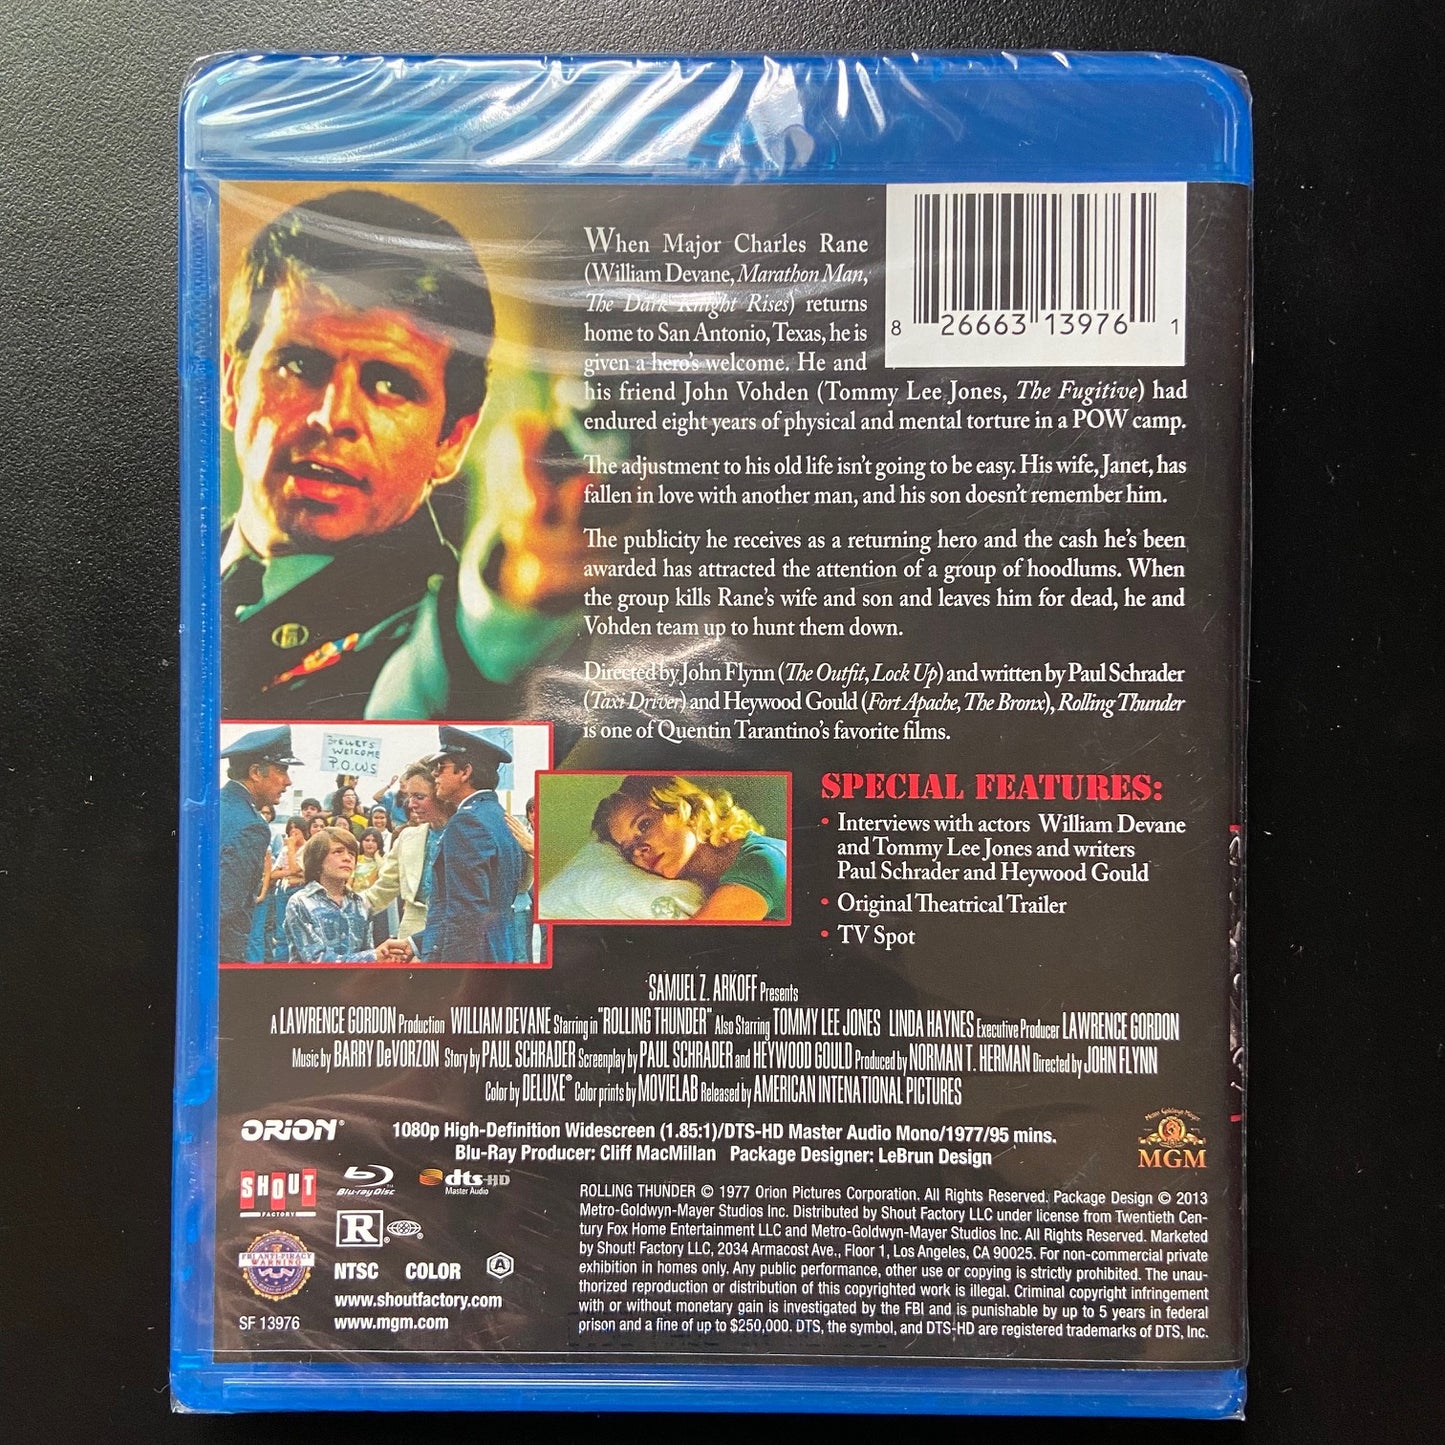 When Major Charles Rane
(William Devane, Marathon Man,
The Dark Knight Rises) returns
home to San Antonio, Texas, he is
given a hero's welcome. He and
his friend John Vohden (Tommy Lee Jones, The Fugitive) had
endured eight years of physical and mental torture in a POW camp.
8 26663 13976 1
The adjustment to his old life isn't going to be easy. His wife, Janet, has
fallen in love with another man, and his son doesn't remember him.
The publicity he receives as a returning hero and the cash he's been
awarded has attracted the attention of a group of hoodlums. When
the group kills Rane's wife and son and leaves him for dead, he and
Vohden team up to hunt them down.
Directed by John Flynn (The Outfit, Lock Up) and written by Paul Schrader
(Taxi Driver) and Heywood Gould (Fort Apache, The Bronx), Rolling Thunder
is one of Quentin Tarantino's favorite films.
WELCOME
P.O.W.S
SPECIAL FEATURES:
• Interviews with actors William Devane
and Tommy Lee Jones and writers
Paul Schrader and Heywood Gould
• Original Theatrical Trailer
• TV Spot
SAMUEL Z. ARKOFF Presents
A LAWRENCE GORDON Production WILLIAM DEVANE Starring in "ROLLING THUNDER" Also Starring TOMMY LEE JONES LINDA HAYNES Executive Producer LAWRENCE GORDON
Music by BARRY DeVORZON Story by PAUL SCHRADER Screenplay by PAUL SCHRADER and HEYWOOD GOULD Produced by NORMAN T. HERMAN Directed by JOHN FLYNN
Color by DELUXE® Color prints by MOVIELAB Released by AMERICAN INTENATIONAL PICTURES
ORION®
1080p High-Definition Widescreen (1.85:1)/DTS-HD Master Audio Mono/1977/95 mins.
Blu-Ray Producer: Cliff MacMillan Package Designer: LeBrun Design
Metro Goldwyn Mayer
MGM
SHOUT
FACTORY
Blu-ray Disc
dts-HD
Master Audio
R
FBI ANTI-PIRACY
WARNING
NTSC COLOR A
www.shoutfactory.com
SF 13976 www.mgm.com
ROLLING THUNDER © 1977 Orion Pictures Corporation. All Rights Reserved. Package Design © 2013
Metro-Goldwyn-Mayer Studios Inc. Distributed by Shout Factory LLC under license from Twentieth Cen-
tury Fox Home Entertainment LLC and Metro-Goldwyn-Mayer Studios Inc. All Rights Reserved. Marketed
by Shout! Factory LLC, 2034 Armacost Ave., Floor 1, Los Angeles, CA 90025. For non-commercial private
exhibition in homes only. Any public performance, other use or copying is strictly prohibited. The unau-
thorized reproduction or distribution of this copyrighted work is illegal. Criminal copyright infringement
with or without monetary gain is investigated by the FBI and is punishable by up to 5 years in federal
prison and a fine of up to $250,000. DTS, the symbol, and DTS-HD are registered trademarks of DTS, Inc.